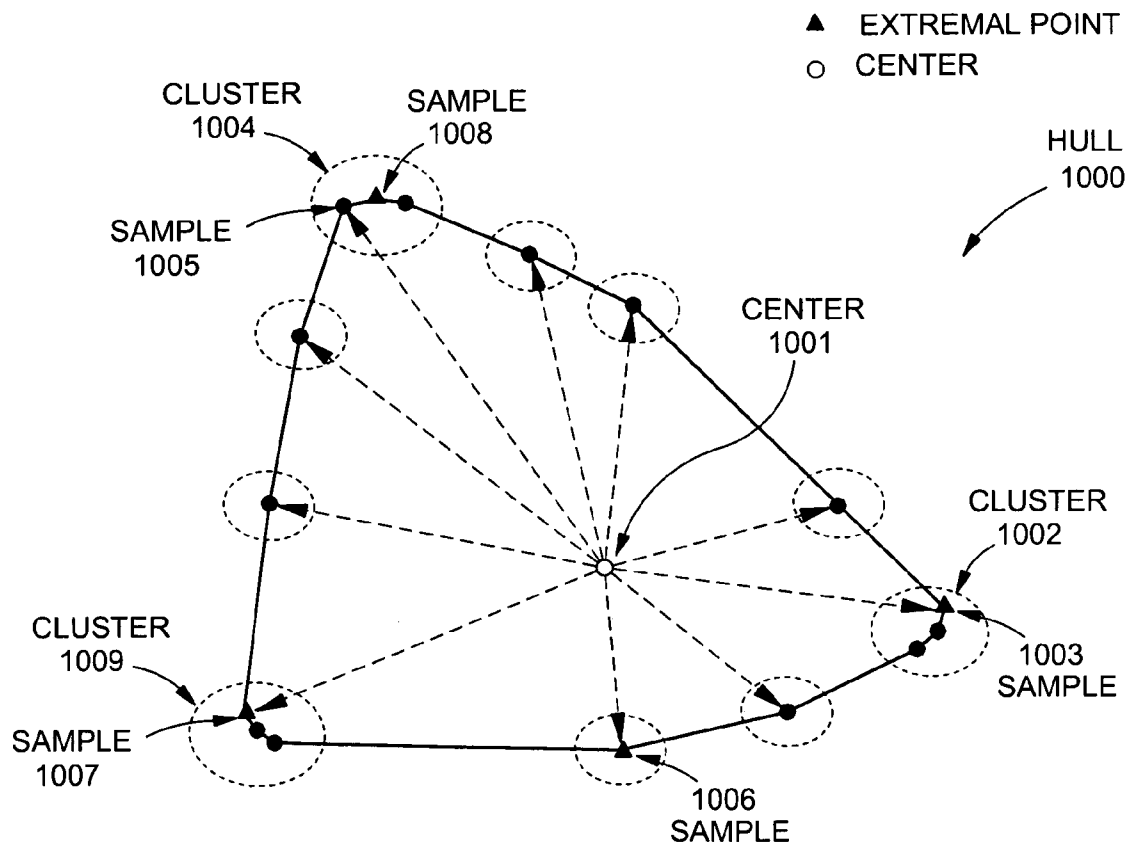 EXTREMAL POINT
CENTER
CLUSTER
1004
SAMPLE
1008
HULL
1000
SAMPLE
1005
CENTER
1001
CLUSTER
1002
CLUSTER
1009
1003
SAMPLE
SAMPLE
1007
1006
SAMPLE